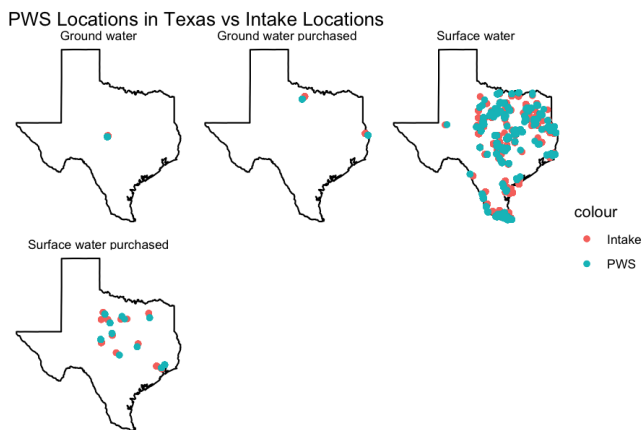 PWS Locations in Texas vs Intake Locations
Ground water
Ground water purchased
Surface water
colour
Intake
PWS
Surface water purchased